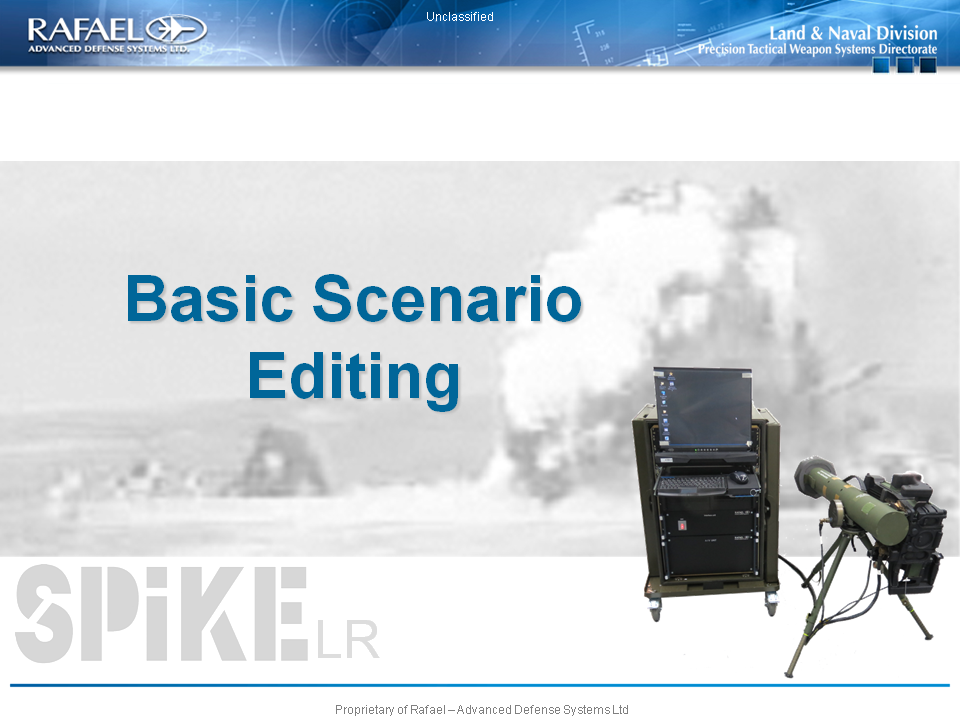 Unclassified
RAFAEL
ADVANCED DEFENSE SYSTEMS LTD.
Land & Naval Division
Precision Tactical Weapon Systems Directorate
Basic Scenario
Editing
SPiKE LR
Proprietary of Rafael – Advanced Defense Systems Ltd